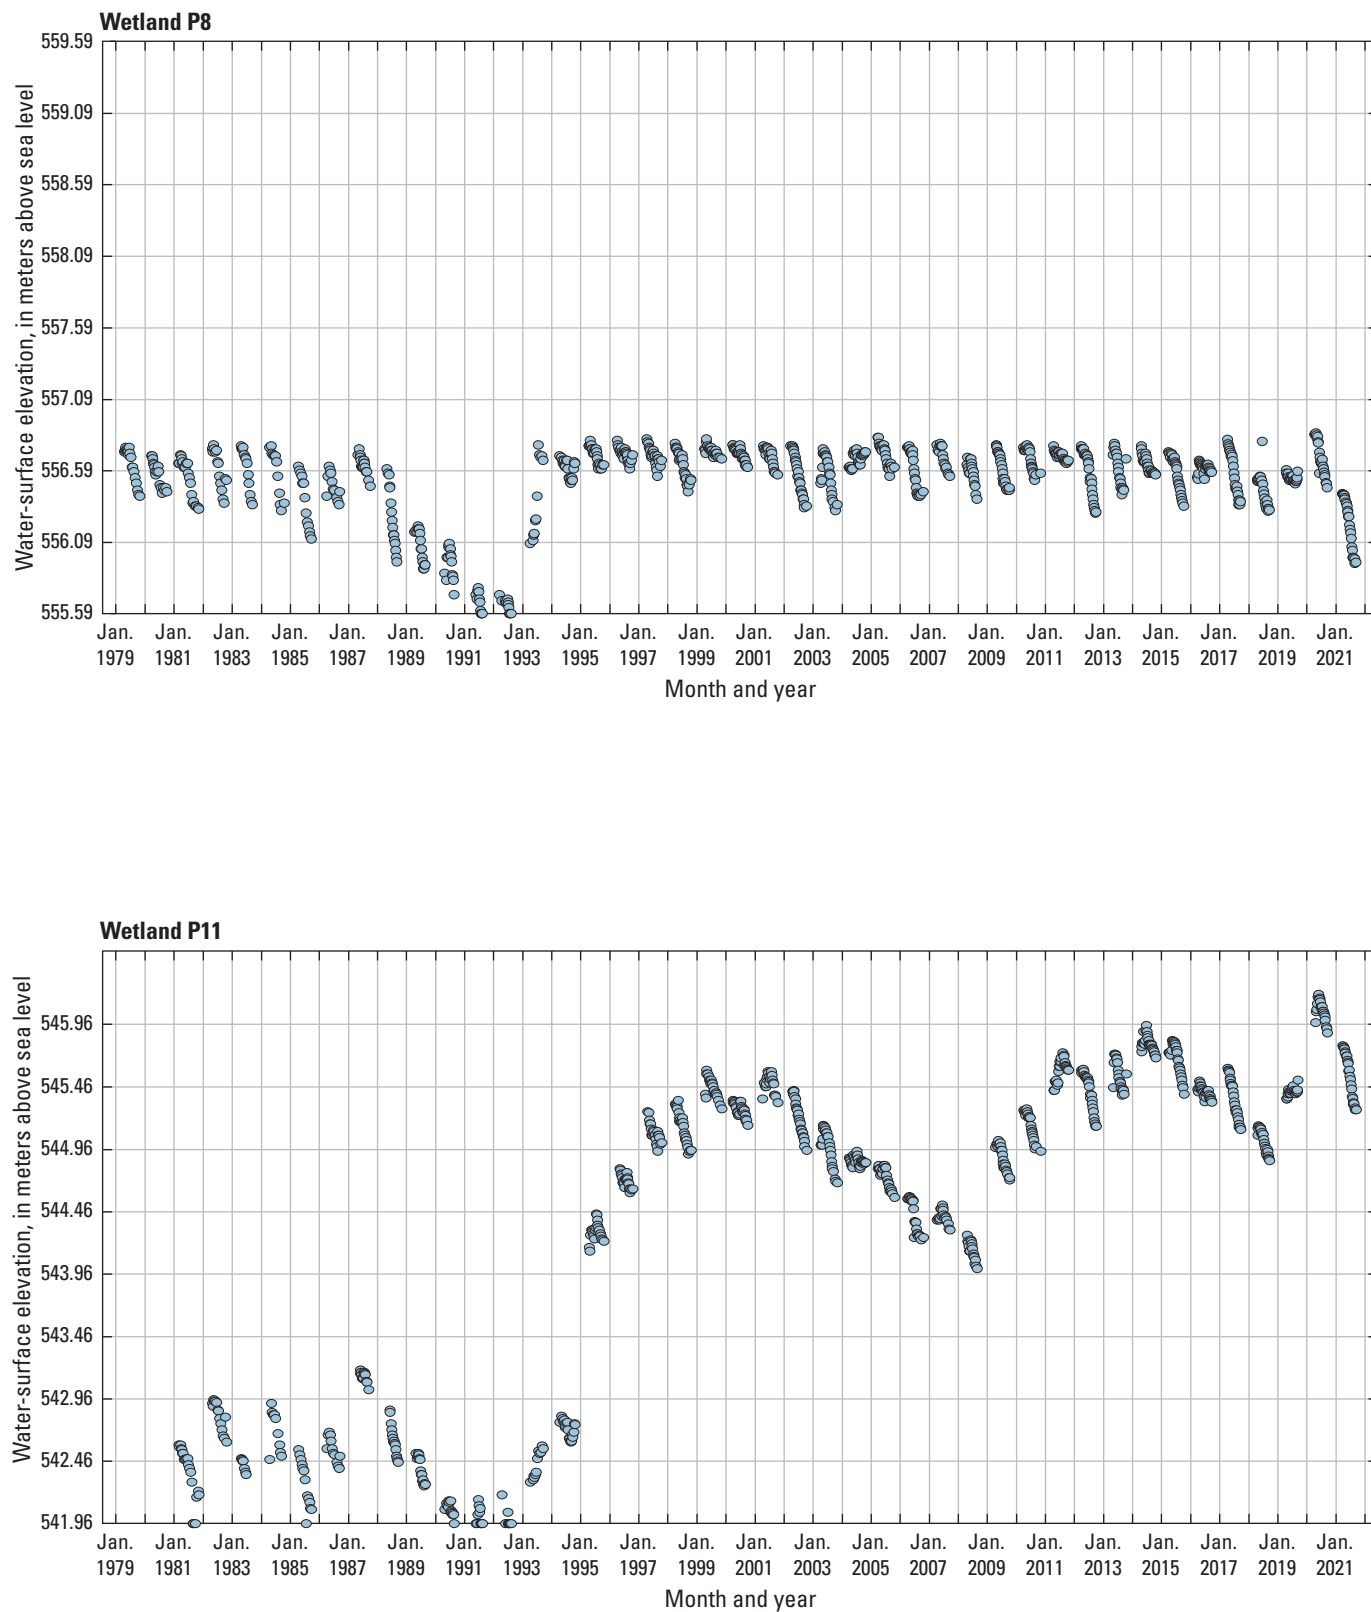 Wetland P8
Water-surface elevation, in meters above sea level
559.59
559.09
558.59
558.09
557.59
557.09
556.59
556.09
555.59
Jan. Jan. Jan. Jan. Jan. Jan. Jan. Jan. Jan. Jan. Jan. Jan. Jan. Jan. Jan. Jan. Jan. Jan. Jan. Jan. Jan. Jan.
1979 1981 1983 1985 1987 1989 1991 1993 1995 1997 1999 2001 2003 2005 2007 2009 2011 2013 2015 2017 2019 2021
Month and year
Wetland P11
Water-surface elevation, in meters above sea level
545.96
545.46
544.96
544.46
543.96
543.46
542.96
542.46
541.96
Jan. Jan. Jan. Jan. Jan. Jan. Jan. Jan. Jan. Jan. Jan. Jan. Jan. Jan. Jan. Jan. Jan. Jan. Jan. Jan. Jan. Jan.
1979 1981 1983 1985 1987 1989 1991 1993 1995 1997 1999 2001 2003 2005 2007 2009 2011 2013 2015 2017 2019 2021
Month and year